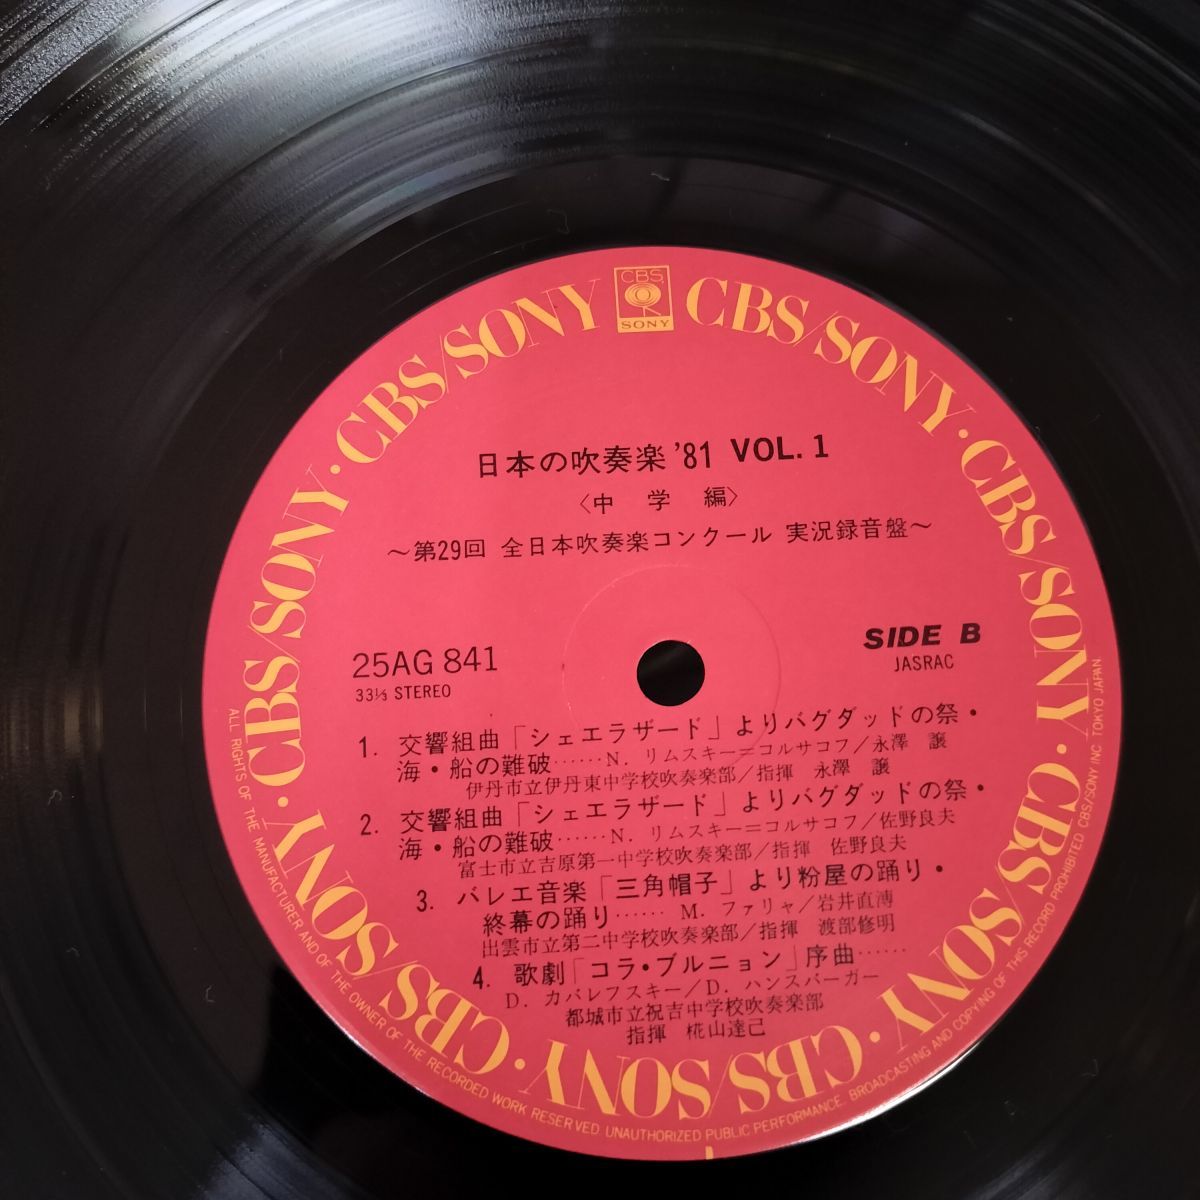 CBS
SONY
CBS/SONY · CBS/SONY · CBS/SONY · CBS/SONY · CBS/SONY · CBS/SONY · CBS/SONY · CBS/SONY · CBS/SONY
日本の吹奏楽 '81 VOL. 1
〈中学編〉
〜第29回 全日本吹奏楽コンクール 実況録音盤〜
25AG 841
33⅓ STEREO
SIDE B
JASRAC
1. 交響組曲「シェエラザード」よりバグダッドの祭・
海・船の難破……N. リムスキー=コルサコフ/永澤 譲
伊丹市立伊丹東中学校吹奏楽部/指揮 永澤 譲
2. 交響組曲「シェエラザード」よりバグダッドの祭・
海・船の難破……N. リムスキー=コルサコフ/佐野良夫
富士市立吉原第一中学校吹奏楽部/指揮 佐野良夫
3. バレエ音楽「三角帽子」より粉屋の踊り・
終幕の踊り…… M. ファリャ/岩井直溥
出雲市立第二中学校吹奏楽部/指揮 渡部修明
4. 歌劇「コラ・ブルニョン」序曲……
D. カバレフスキー/D. ハンスバーガー
都城市立祝吉中学校吹奏楽部
指揮 椛山達己
ALL RIGHTS OF THE MANUFACTURER AND OF THE OWNER OF THE RECORDED WORK RESERVED. UNAUTHORIZED PUBLIC PERFORMANCE. BROADCASTING AND COPYING OF THIS RECORD PROHIBITED CBS/SONY INC TOKYO JAPAN